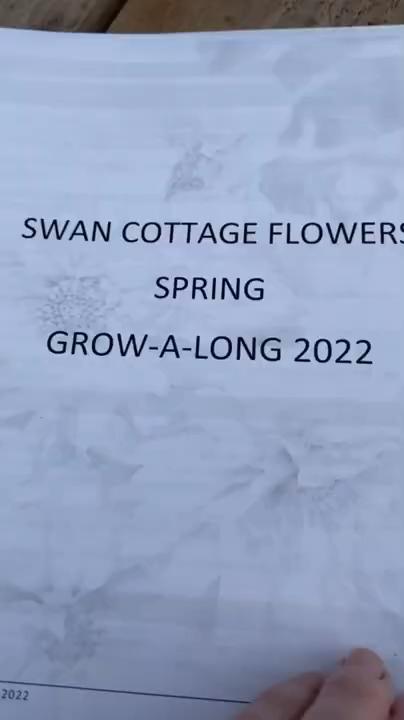 SWAN COTTAGE FLOWERS
SPRING
GROW-A-LONG 2022
2022